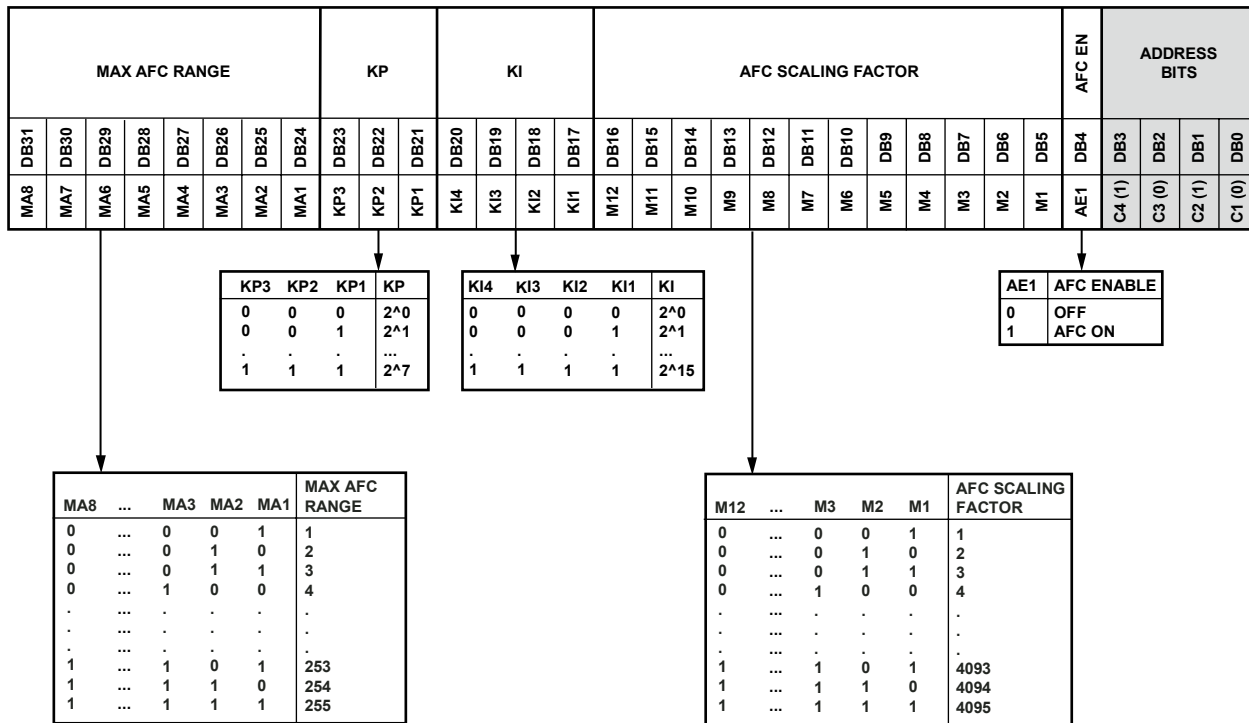 MAX AFC RANGE KP KI AFC SCALING FACTOR AFC EN ADDRESS
BITS
DB31 DB30 DB29 DB28 DB27 DB26 DB25 DB24 DB23 DB22 DB21 DB20 DB19 DB18 DB17 DB16 DB15 DB14 DB13 DB12 DB11 DB10 DB9 DB8 DB7 DB6 DB5 DB4 DB3 DB2 DB1 DB0
MA8 MA7 MA6 MA5 MA4 MA3 MA2 MA1 KP3 KP2 KP1 KI4 KI3 KI2 KI1 M12 M11 M10 M9 M8 M7 M6 M5 M4 M3 M2 M1 AE1 C4 (1) C3 (0) C2 (1) C1 (0)
KP3 KP2 KP1 KP
0 0 0 2^0
0 0 1 2^1
. . . ...
1 1 1 2^7
KI4 KI3 KI2 KI1 KI
0 0 0 0 2^0
0 0 0 1 2^1
. . . . ...
1 1 1 1 2^15
AE1 AFC ENABLE
0 OFF
1 AFC ON
MA8 ... MA3 MA2 MA1 MAX AFC
RANGE
0 ... 0 0 1 1
0 ... 0 1 0 2
0 ... 0 1 1 3
0 ... 1 0 0 4
. ... . . . .
. ... . . . .
. ... . . . .
1 ... 1 0 1 253
1 ... 1 1 0 254
1 ... 1 1 1 255
M12 ... M3 M2 M1 AFC SCALING
FACTOR
0 ... 0 0 1 1
0 ... 0 1 0 2
0 ... 0 1 1 3
0 ... 1 0 0 4
. ... . . . .
. ... . . . .
. ... . . . .
1 ... 1 0 1 4093
1 ... 1 1 0 4094
1 ... 1 1 1 4095